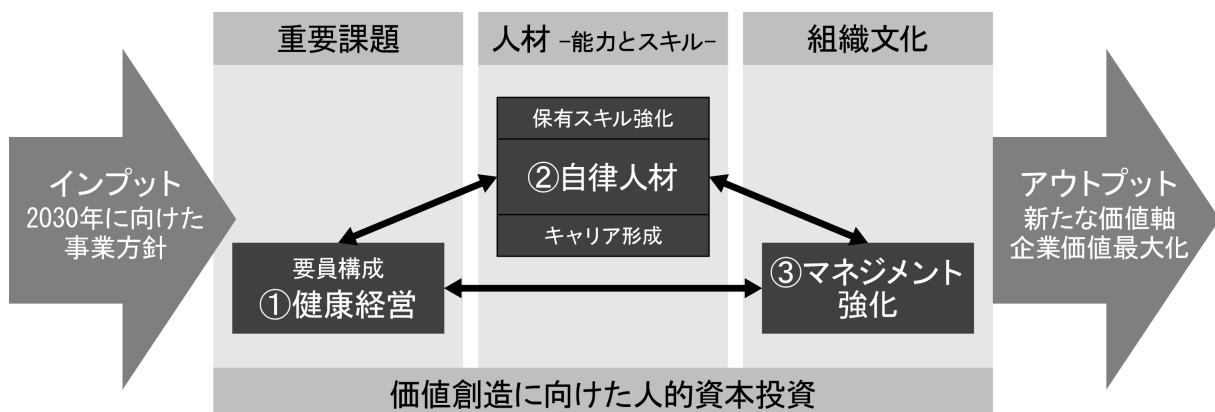 インプット
2030年に向けた
事業方針
重要課題
要員構成
①健康経営
人材 -能力とスキル-
保有スキル強化
②自律人材
キャリア形成
組織文化
③マネジメント
強化
価値創造に向けた人的資本投資
アウトプット
新たな価値軸
企業価値最大化